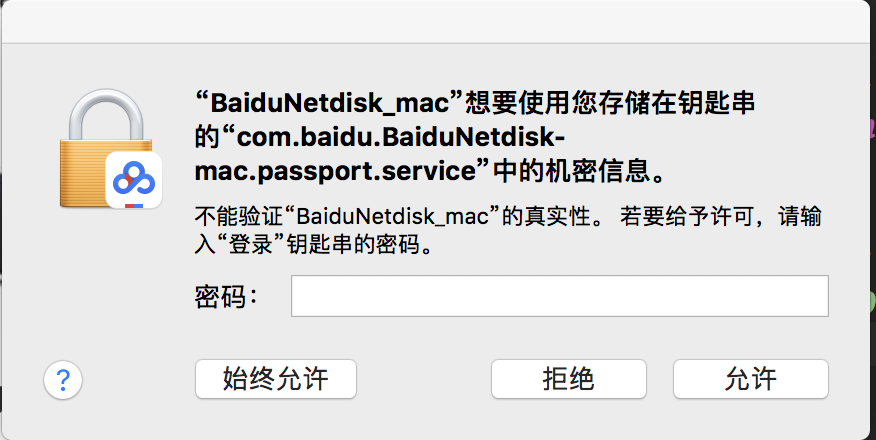 “BaiduNetdisk_mac”想要使用您存储在钥匙串
的“com.baidu.BaiduNetdisk-
mac.passport.service”中的机密信息。
不能验证“BaiduNetdisk_mac”的真实性。 若要给予许可，请输
入“登录”钥匙串的密码。
密码：
? 始终允许 拒绝 允许